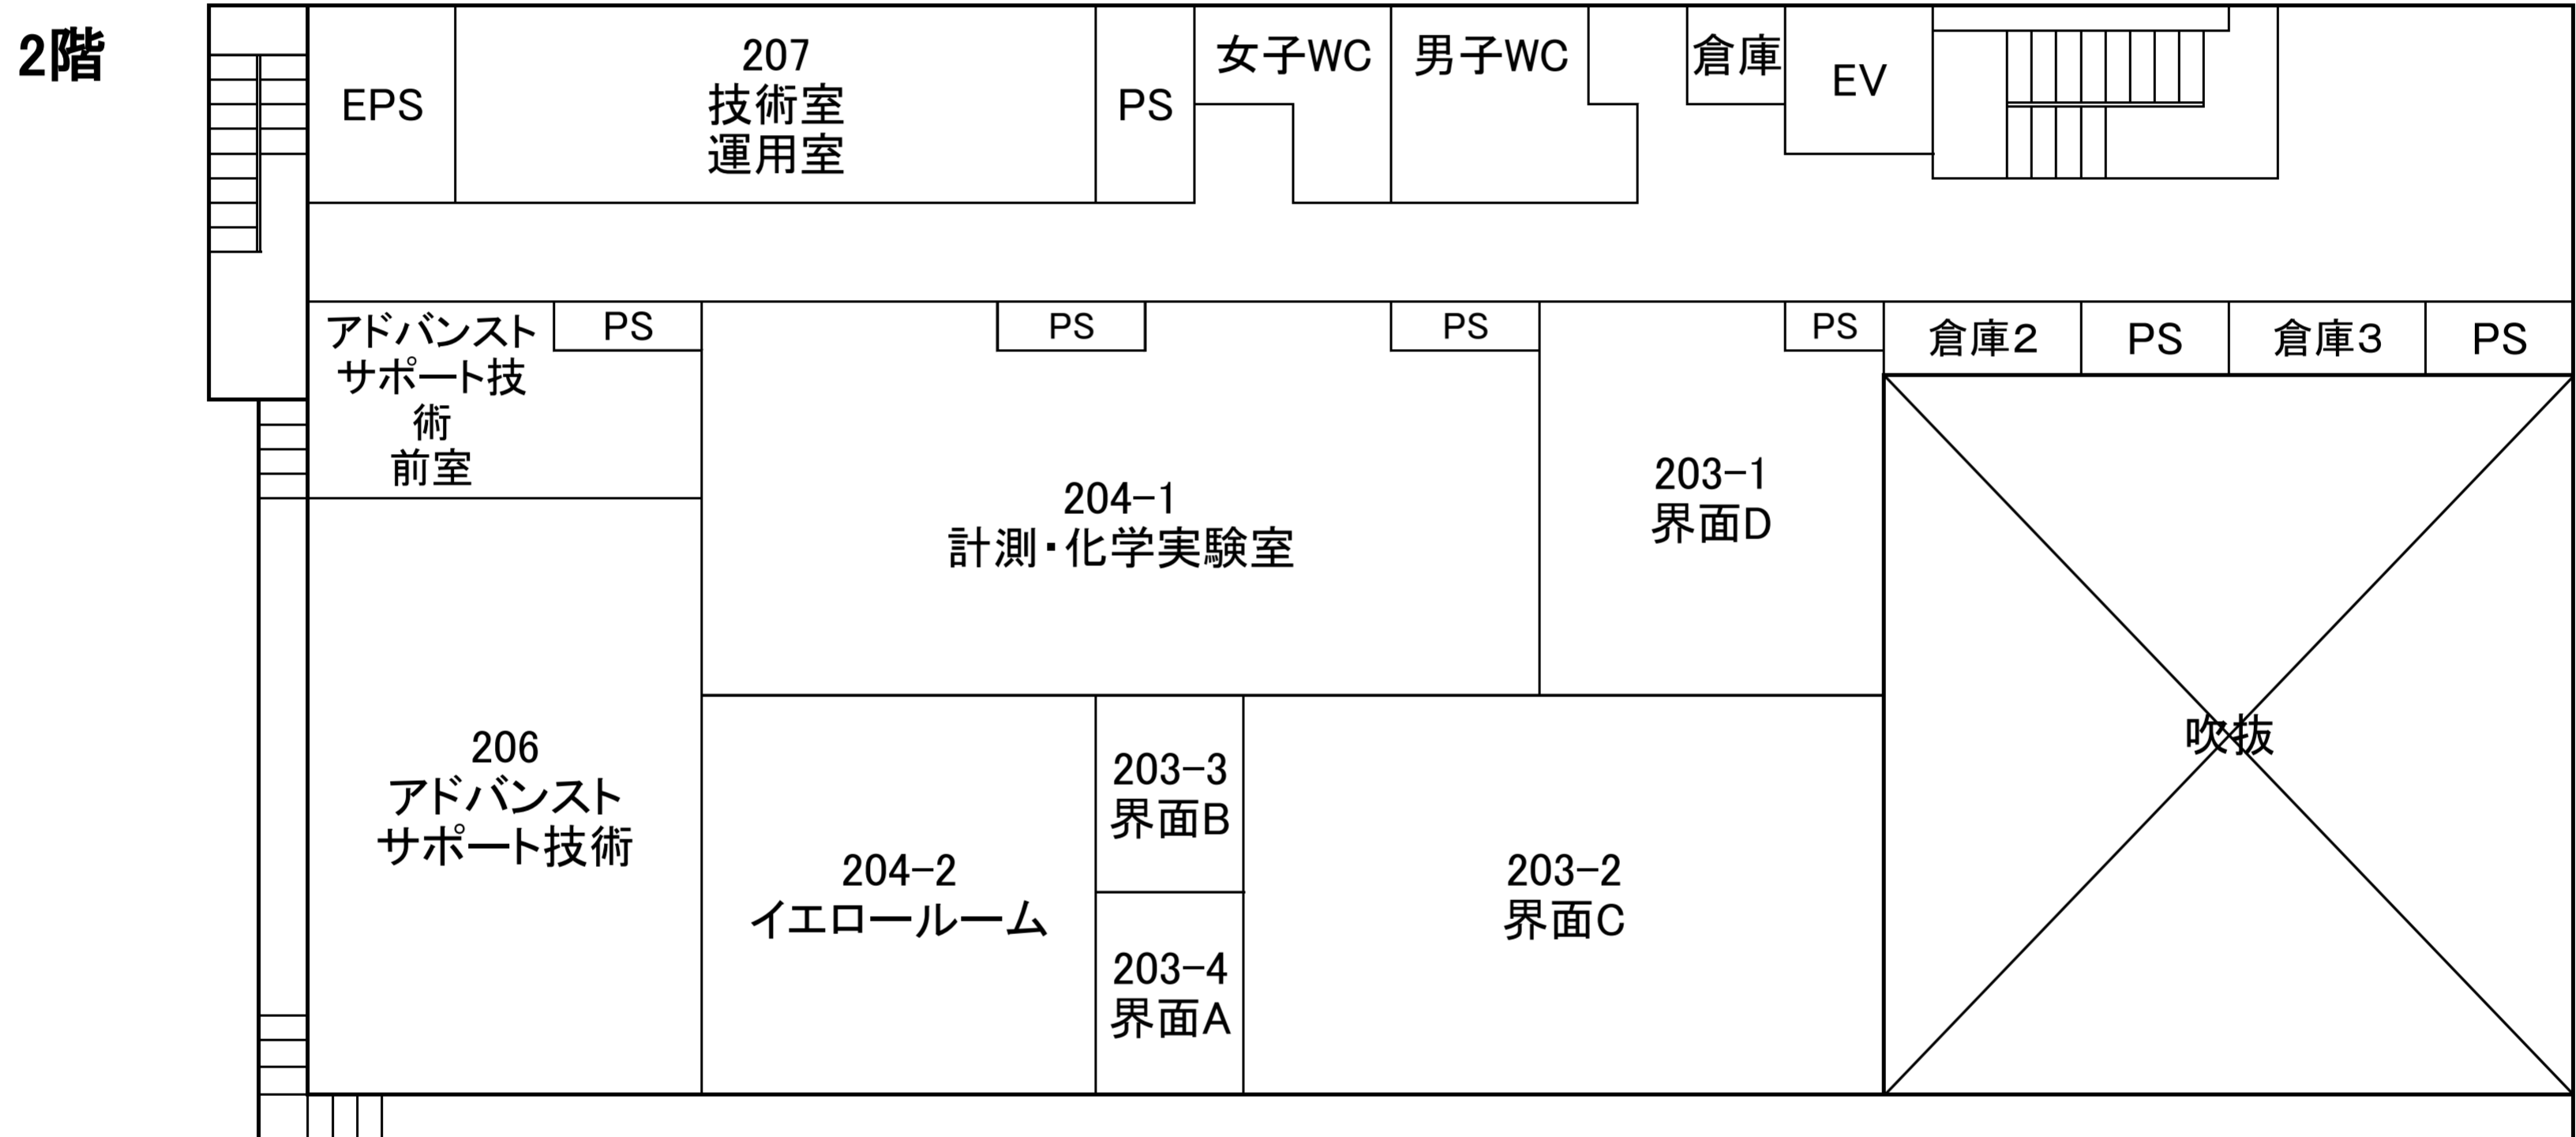 2階
EPS
207
技術室
運用室
PS
女子WC
男子WC
倉庫
EV
アドバンスト
サポート技
術
前室
PS
PS
PS
PS
倉庫2
PS
倉庫3
PS
204-1
計測・化学実験室
203-1
界面D
206
アドバンスト
サポート技術
204-2
イエロールーム
203-3
界面B
203-4
界面A
203-2
界面C
吹抜